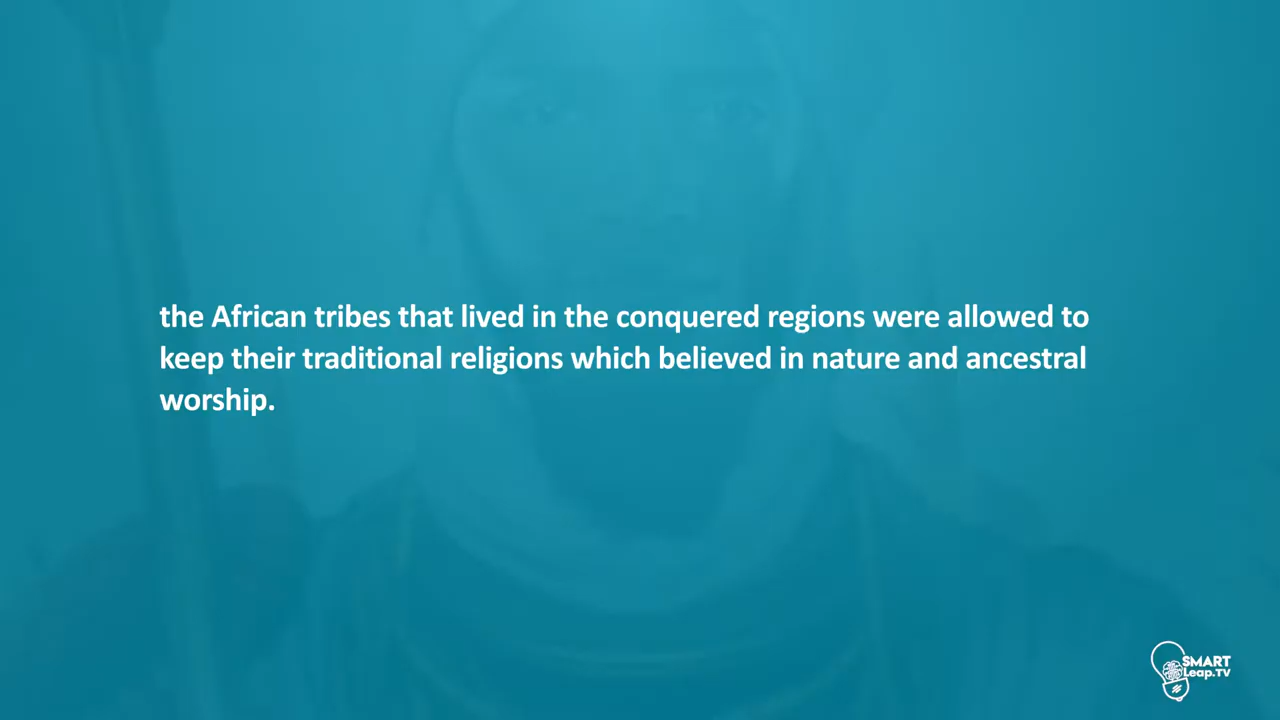 the African tribes that lived in the conquered regions were allowed to
keep their traditional religions which believed in nature and ancestral
worship.
SMART
Leap.TV